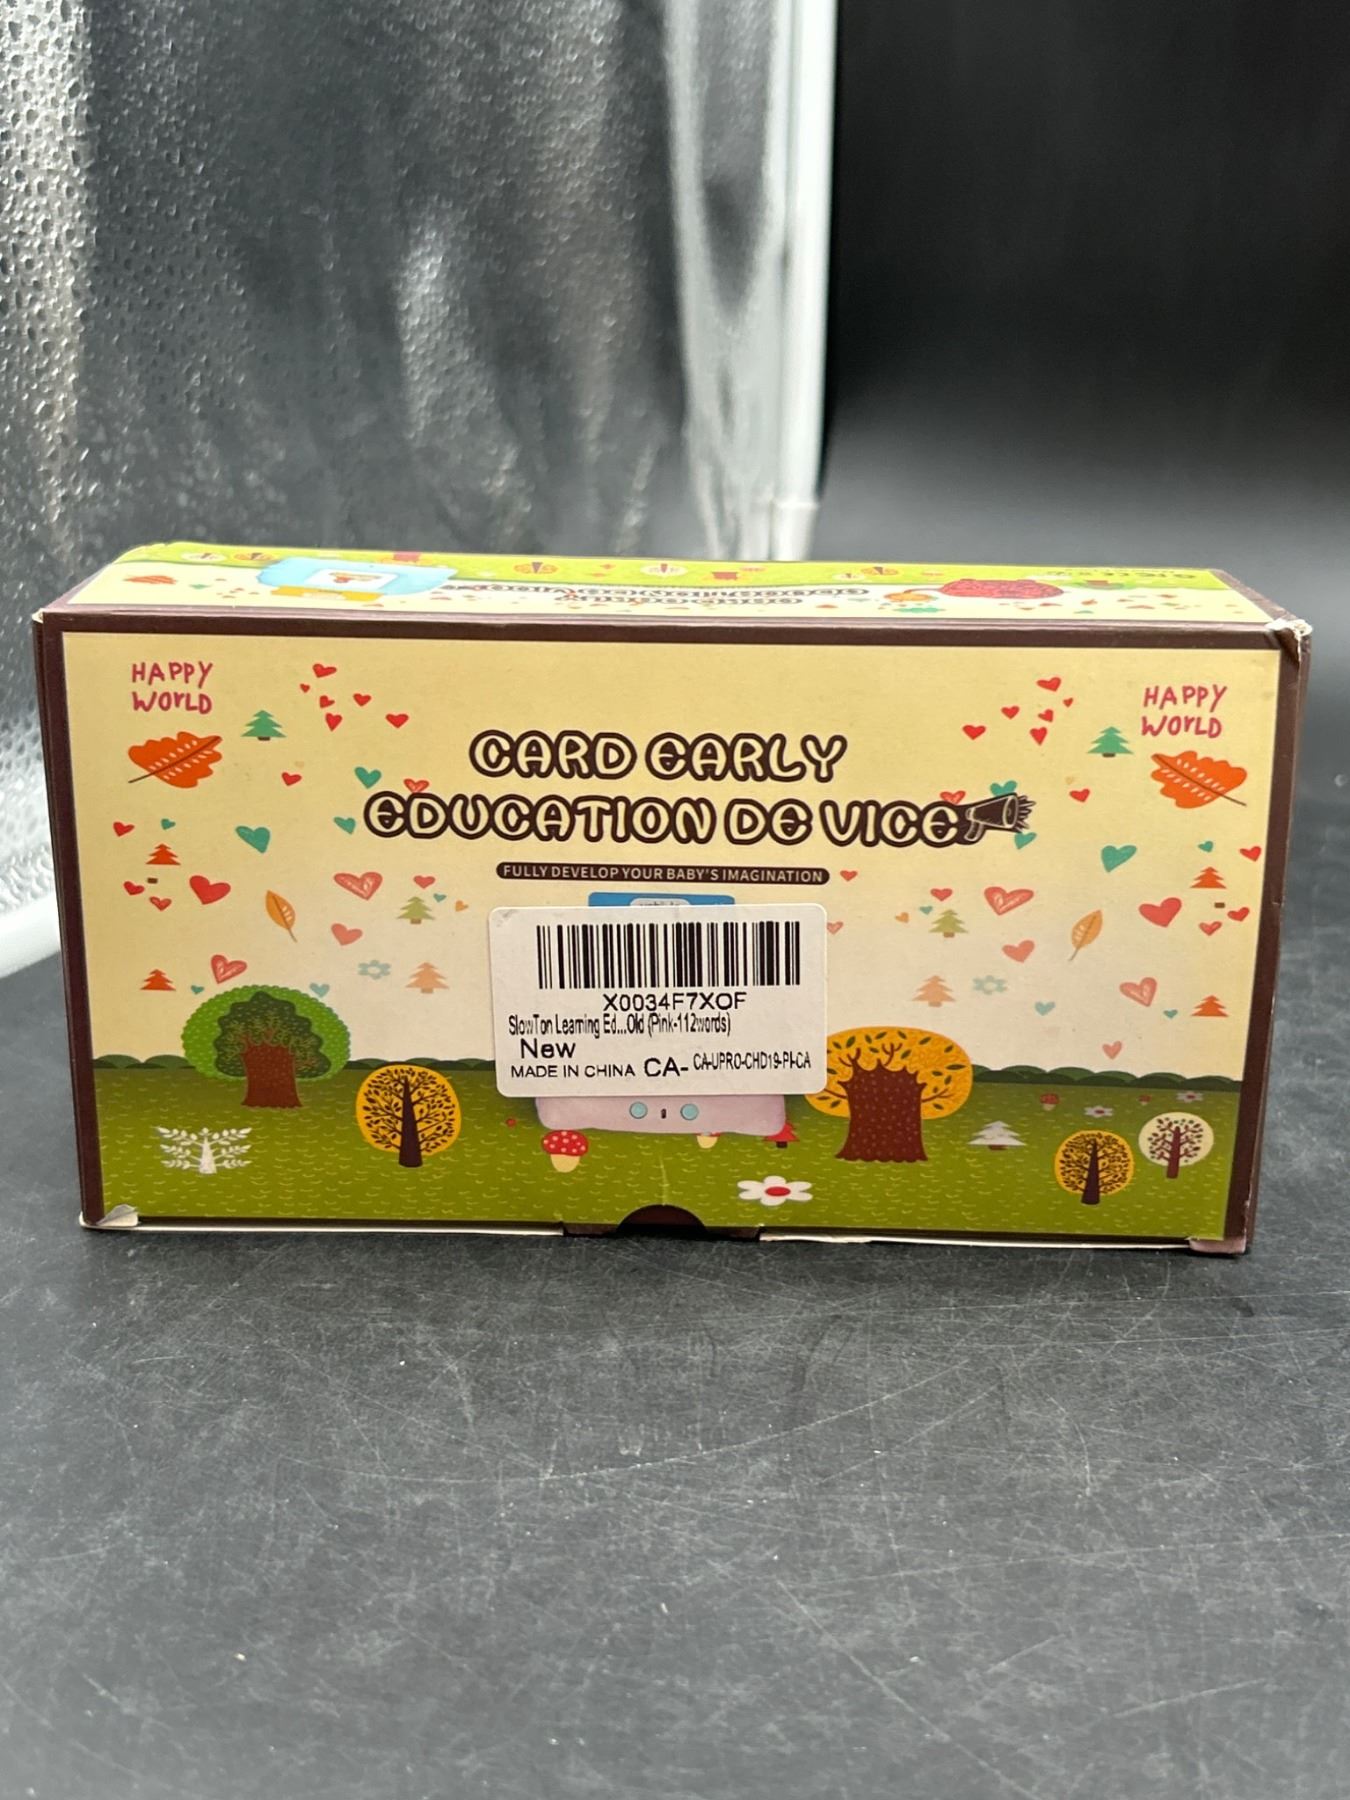 HAPPY
WORLD
HAPPY
WORLD
CARD EARLY
EDUCATION DE VICE
FULLY DEVELOP YOUR BABY'S IMAGINATION
X0034F7XOF
SlowTon Learning Ed...Old (Pink-112words)
New
MADE IN CHINA CA- CA-UPRO-CHD19-PI-CA